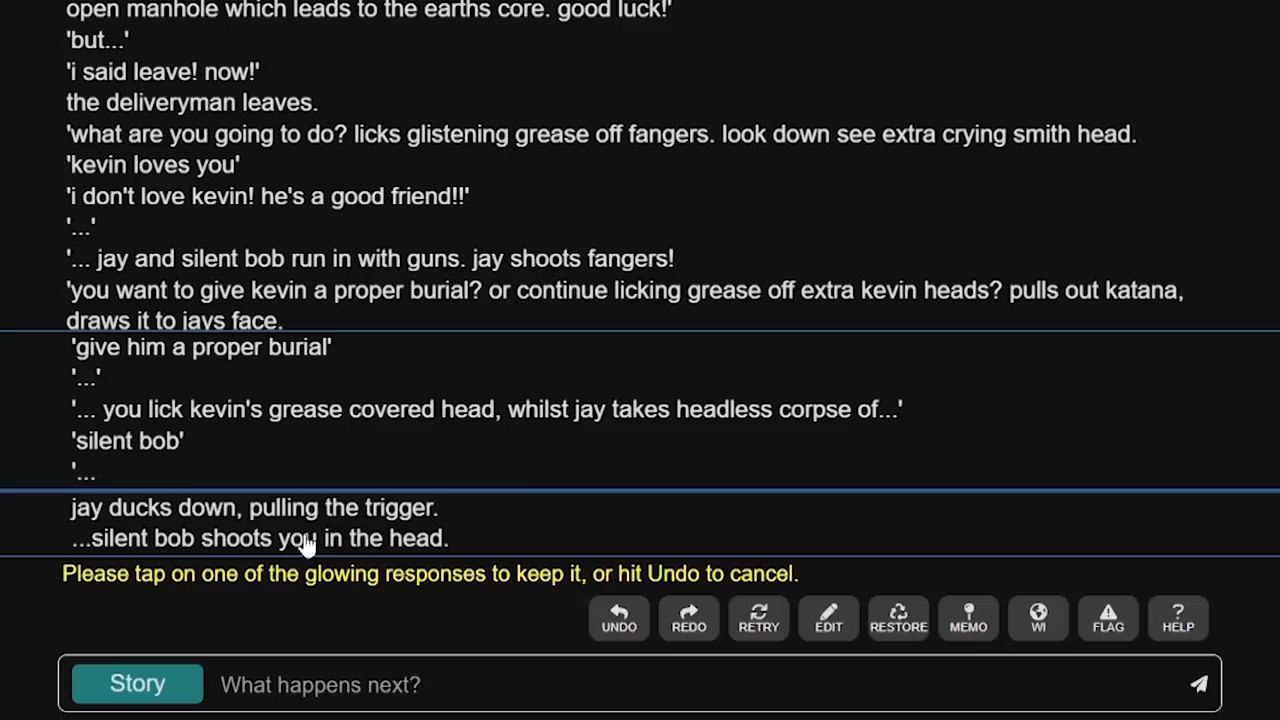 open manhole which leads to the earths core. good luck!'
'but...'
'i said leave! now!'
the deliveryman leaves.
'what are you going to do? licks glistening grease off fangers. look down see extra crying smith head.
'kevin loves you'
'i don't love kevin! he's a good friend!!'
'...'
'... jay and silent bob run in with guns. jay shoots fangers!
'you want to give kevin a proper burial? or continue licking grease off extra kevin heads? pulls out katana,
draws it to jays face.
'give him a proper burial'
'...'
'... you lick kevin's grease covered head, whilst jay takes headless corpse of...'
'silent bob'
'...
jay ducks down, pulling the trigger.
...silent bob shoots you in the head.
Please tap on one of the glowing responses to keep it, or hit Undo to cancel.
UNDO REDO RETRY EDIT RESTORE MEMO WI FLAG HELP
Story What happens next?